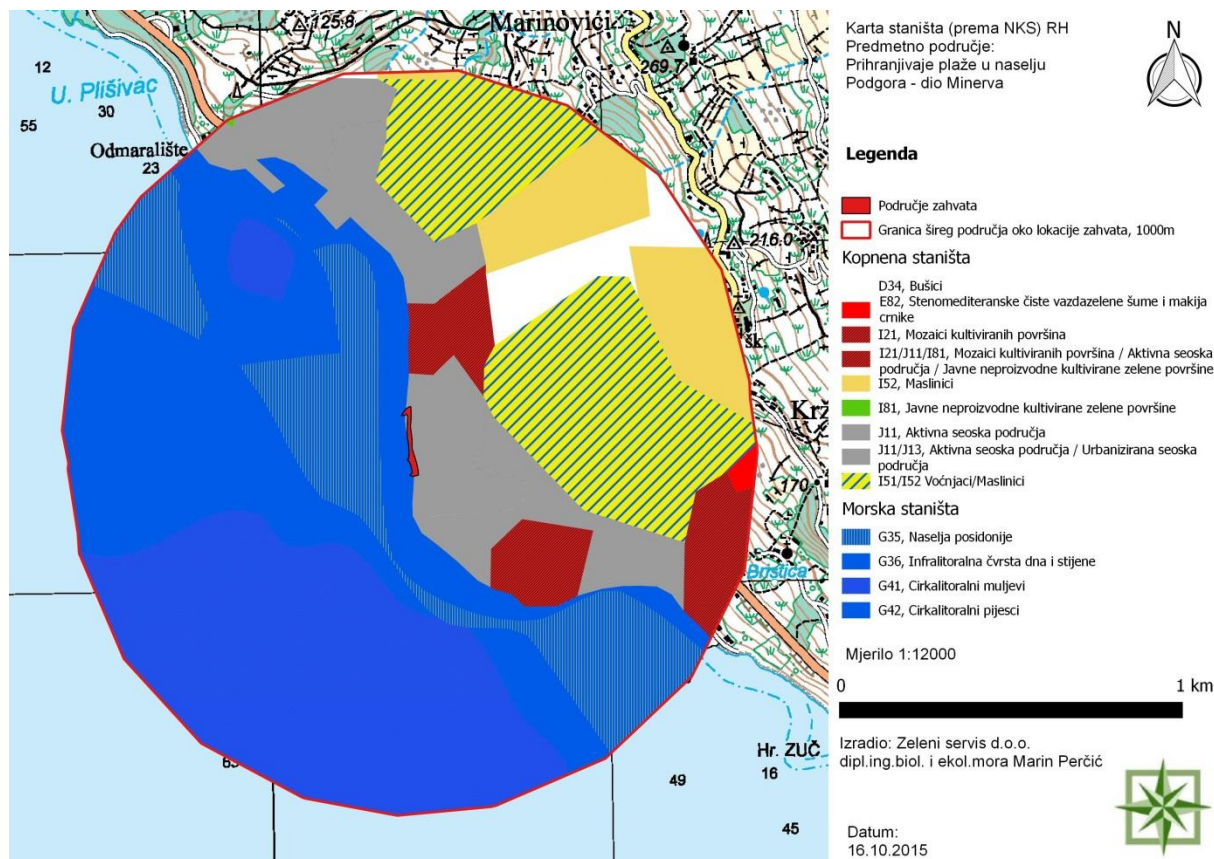 Marinovići
125.8
269.7
12
U. Plišivac
30
55
Odmaralište
23
216.0
šk.
Krž
170
Brištica
Hr. ZUČ
49
16
45
Karta staništa (prema NKS) RH
Predmetno područje:
Prihranjivaje plaže u naselju
Podgora - dio Minerva
N
Legenda
Područje zahvata
Granica šireg područja oko lokacije zahvata, 1000m
Kopnena staništa
D34, Bušici
E82, Stenomediteranske čiste vazdazelene šume i makija
crnike
I21, Mozaici kultiviranih površina
I21/J11/I81, Mozaici kultiviranih površina / Aktivna seoska
područja / Javne neproizvodne kultivirane zelene površine
I52, Maslinici
I81, Javne neproizvodne kultivirane zelene površine
J11, Aktivna seoska područja
J11/J13, Aktivna seoska područja / Urbanizirana seoska
područja
I51/I52 Voćnjaci/Maslinici
Morska staništa
G35, Naselja posidonije
G36, Infralitoralna čvrsta dna i stijene
G41, Cirkalitoralni muljevi
G42, Cirkalitoralni pijesci
Mjerilo 1:12000
0 1 km
Izradio: Zeleni servis d.o.o.
dipl.ing.biol. i ekol.mora Marin Perčić
Datum:
16.10.2015